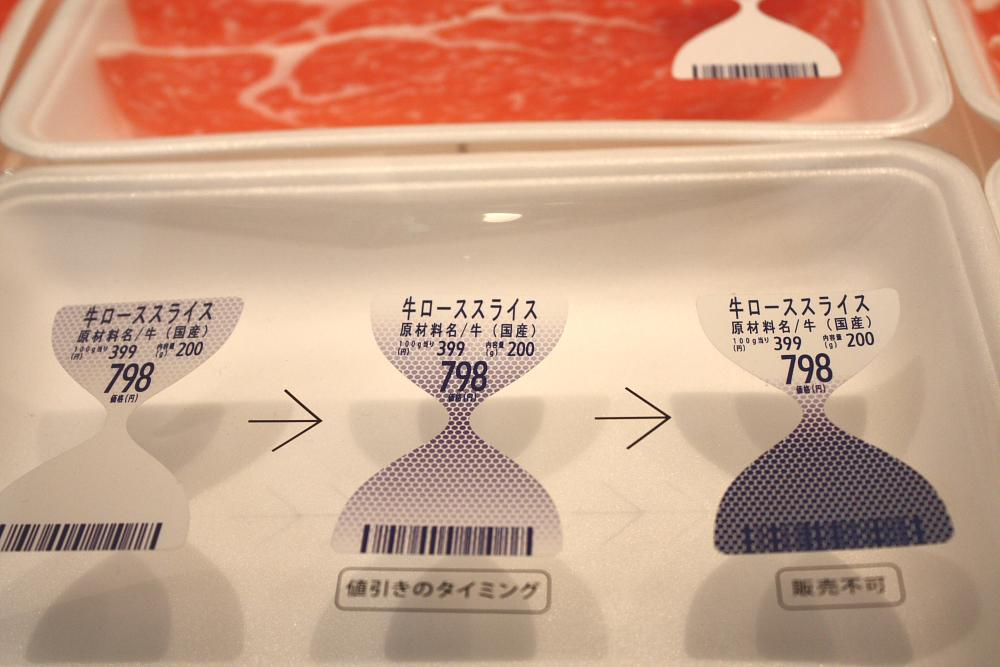 牛ローススライス
原材料名/牛（国産）
100g当り(円) 399 内容量(g) 200
798
価格(円)
牛ローススライス
原材料名/牛（国産）
100g当り(円) 399 内容量(g) 200
798
価格(円)
値引きのタイミング
牛ローススライス
原材料名/牛（国産）
100g当り(円) 399 内容量(g) 200
798
価格(円)
販売不可